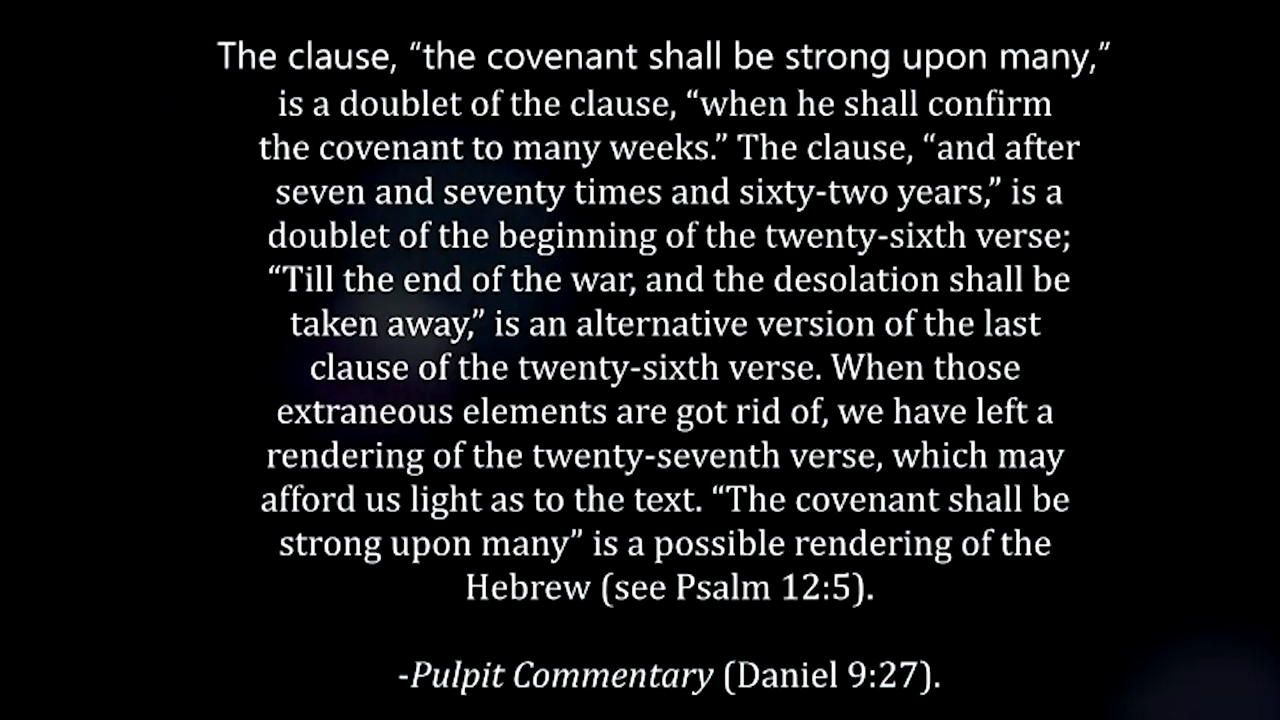 The clause, “the covenant shall be strong upon many,”
is a doublet of the clause, “when he shall confirm
the covenant to many weeks.” The clause, “and after
seven and seventy times and sixty-two years,” is a
doublet of the beginning of the twenty-sixth verse;
“Till the end of the war, and the desolation shall be
taken away,” is an alternative version of the last
clause of the twenty-sixth verse. When those
extraneous elements are got rid of, we have left a
rendering of the twenty-seventh verse, which may
afford us light as to the text. “The covenant shall be
strong upon many” is a possible rendering of the
Hebrew (see Psalm 12:5).
-Pulpit Commentary (Daniel 9:27).